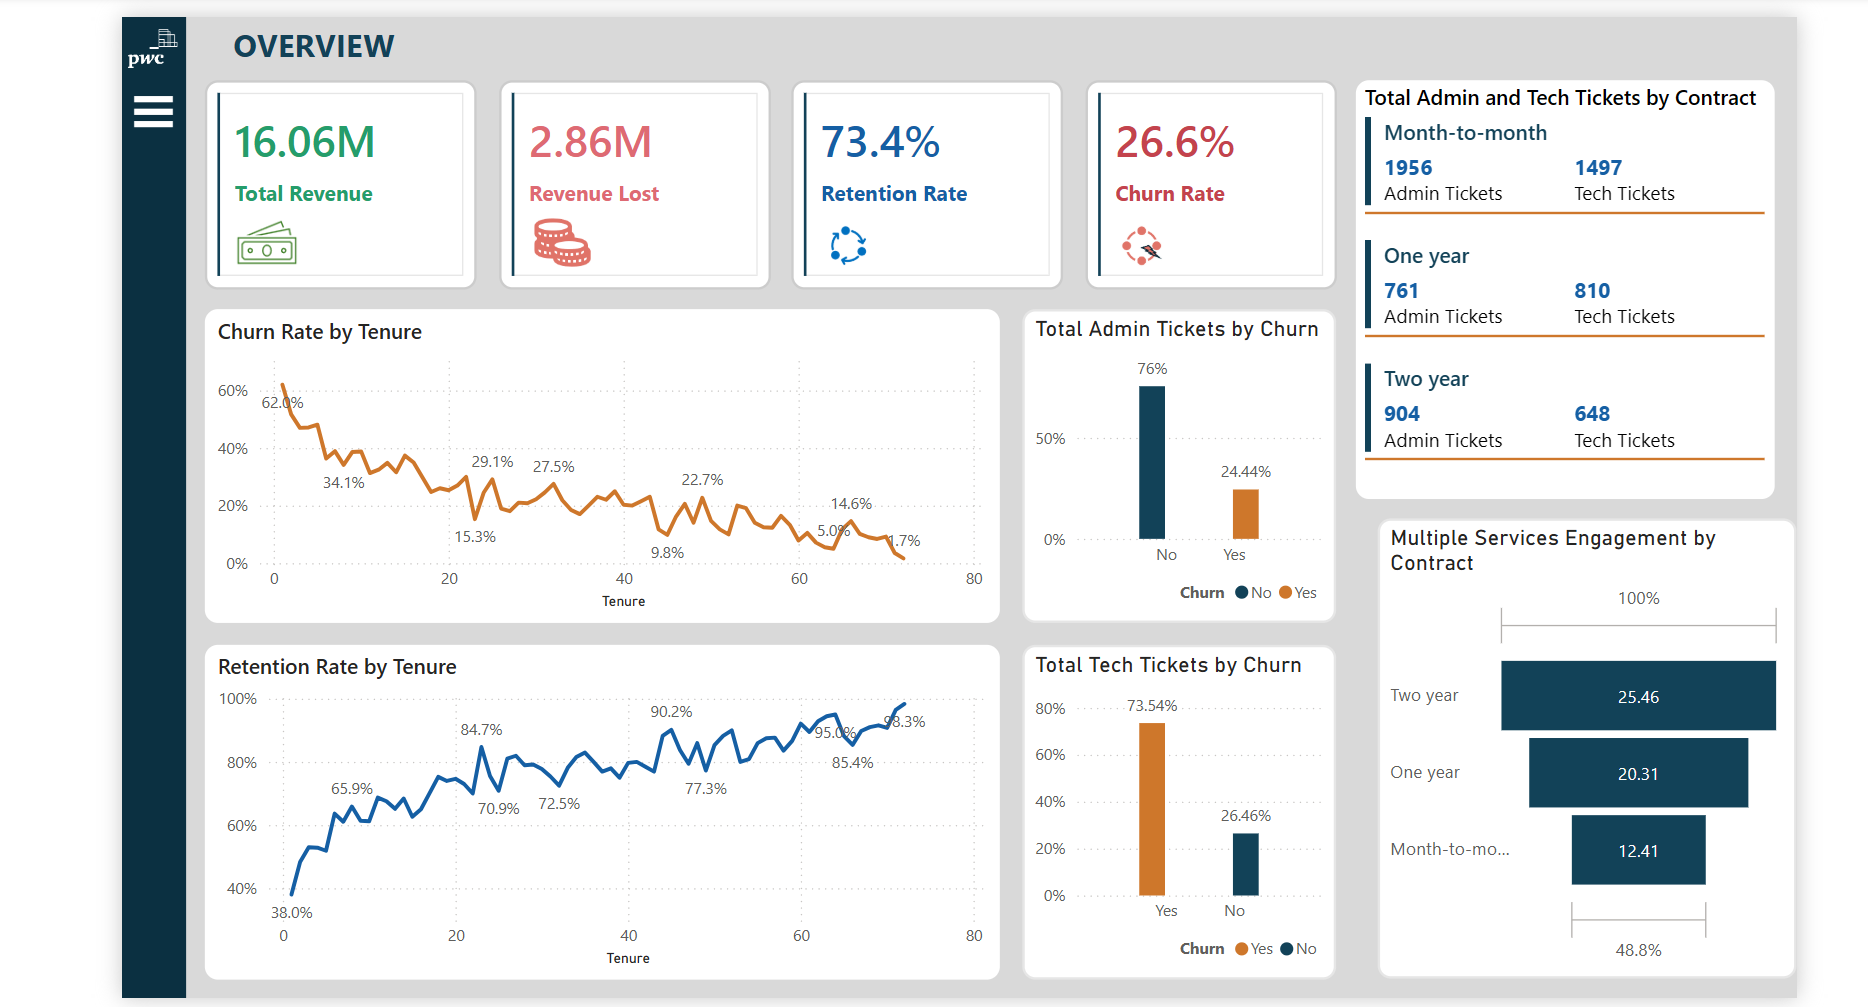 pwc
OVERVIEW
16.06M
Total Revenue
2.86M
Revenue Lost
73.4%
Retention Rate
26.6%
Churn Rate
Total Admin and Tech Tickets by Contract
Month-to-month
1956 1497
Admin Tickets Tech Tickets
One year
761 810
Admin Tickets Tech Tickets
Two year
904 648
Admin Tickets Tech Tickets
Churn Rate by Tenure
60%
40%
20%
0%
62.0%
34.1%
15.3%
29.1%
27.5%
9.8%
22.7%
5.0%
14.6%
1.7%
0 20 40 60 80
Tenure
Total Admin Tickets by Churn
76%
50%
24.44%
0%
No Yes
Churn No Yes
Retention Rate by Tenure
100%
80%
60%
40%
38.0%
65.9%
84.7%
70.9%
72.5%
90.2%
77.3%
95.0%
85.4%
98.3%
0 20 40 60 80
Tenure
Total Tech Tickets by Churn
80%
60%
40%
20%
0%
73.54%
26.46%
Yes No
Churn Yes No
Multiple Services Engagement by
Contract
100%
Two year 25.46
One year 20.31
Month-to-mo... 12.41
48.8%